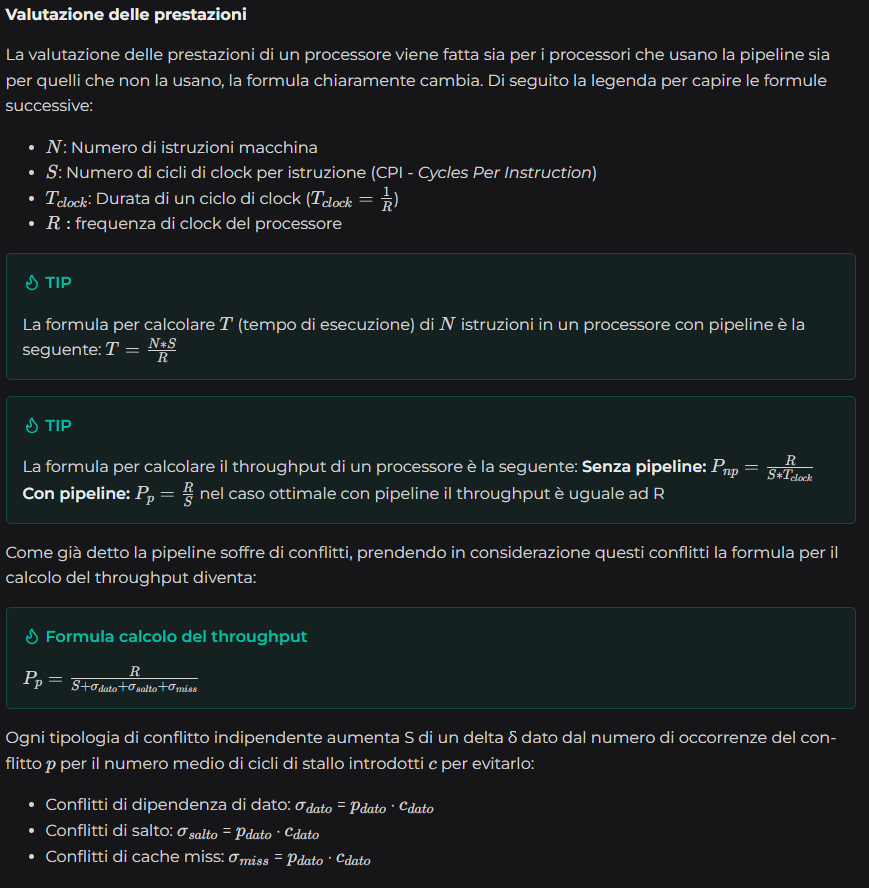 Valutazione delle prestazioni
La valutazione delle prestazioni di un processore viene fatta sia per i processori che usano la pipeline sia
per quelli che non la usano, la formula chiaramente cambia. Di seguito la legenda per capire le formule
successive:
• N: Numero di istruzioni macchina
• S: Numero di cicli di clock per istruzione (CPI - Cycles Per Instruction)
• T_{clock}: Durata di un ciclo di clock (T_{clock} = \frac{1}{R})
• R : frequenza di clock del processore
TIP
La formula per calcolare T (tempo di esecuzione) di N istruzioni in un processore con pipeline è la
seguente: T = \frac{N*S}{R}
TIP
La formula per calcolare il throughput di un processore è la seguente: Senza pipeline: P_{np} = \frac{R}{S*T_{clock}}
Con pipeline: P_p = \frac{R}{S} nel caso ottimale con pipeline il throughput è uguale ad R
Come già detto la pipeline soffre di conflitti, prendendo in considerazione questi conflitti la formula per il
calcolo del throughput diventa:
Formula calcolo del throughput
P_p = \frac{R}{S+σ_{dato}+σ_{salto}+σ_{miss}}
Ogni tipologia di conflitto indipendente aumenta S di un delta δ dato dal numero di occorrenze del con-
flitto p per il numero medio di cicli di stallo introdotti c per evitarlo:
• Conflitti di dipendenza di dato: σ_{dato} = p_{dato} · c_{dato}
• Conflitti di salto: σ_{salto} = p_{dato} · c_{dato}
• Conflitti di cache miss: σ_{miss} = p_{dato} · c_{dato}